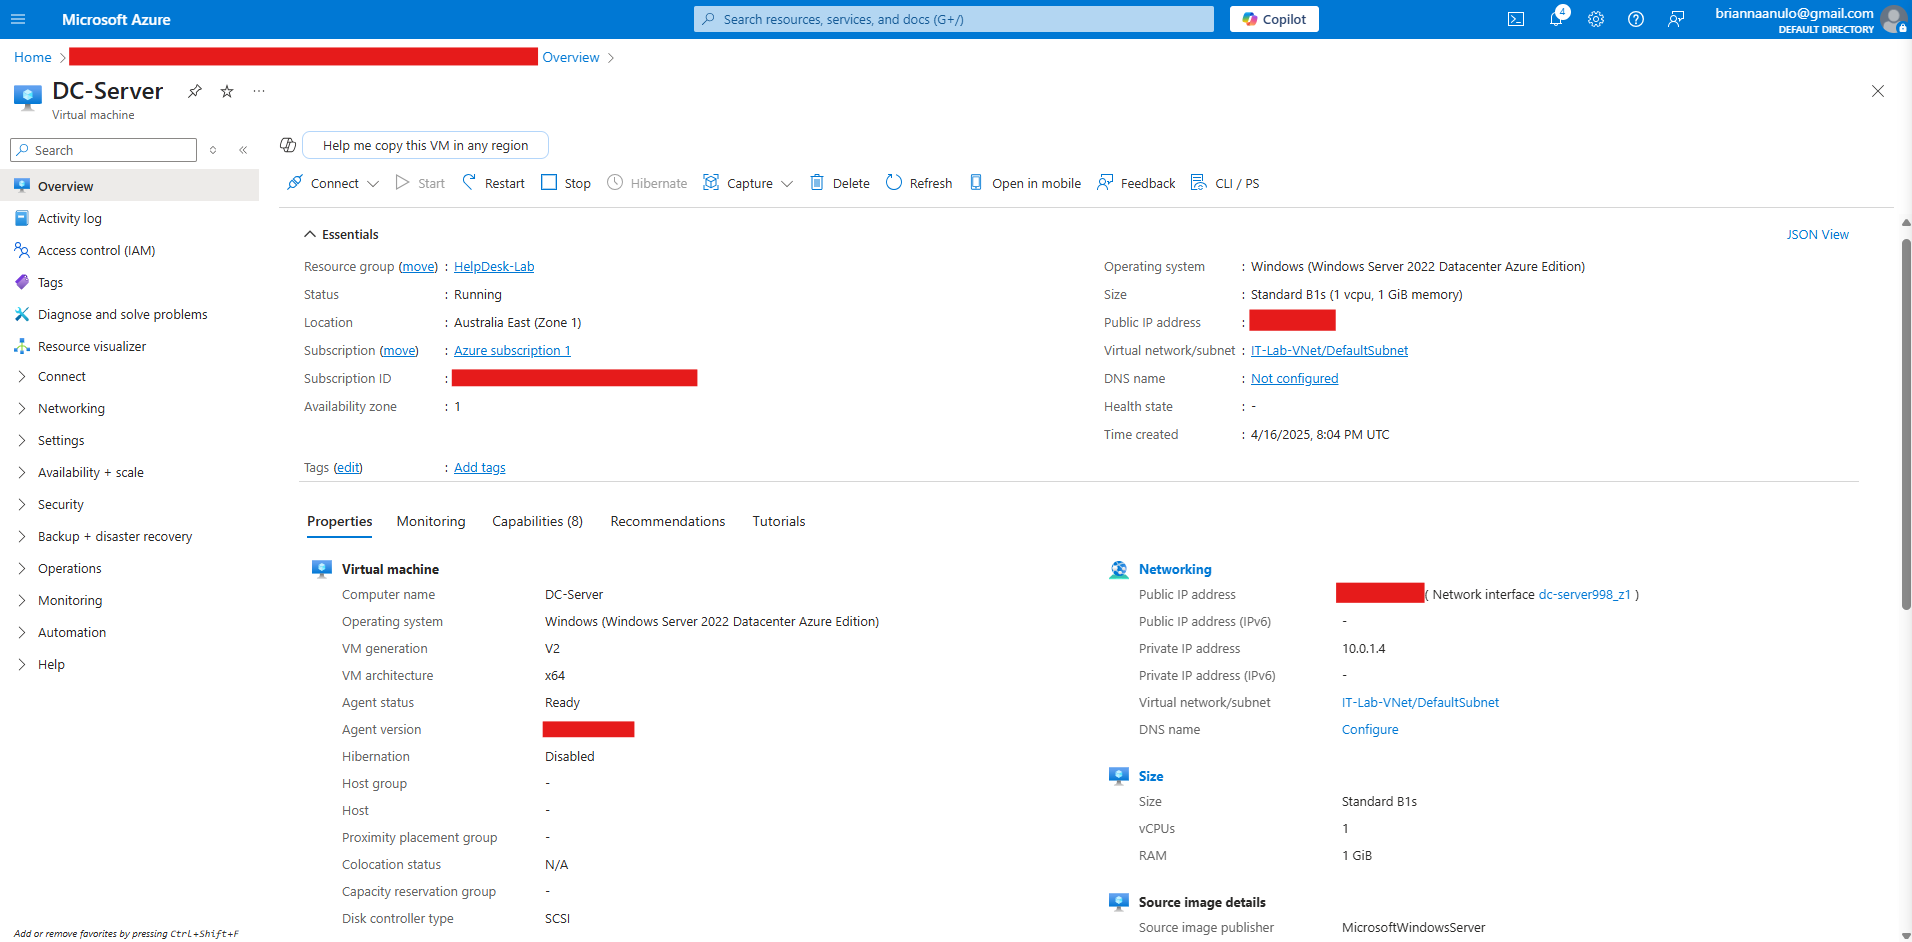 Microsoft Azure
Search resources, services, and docs (G+/)
Copilot
4
briannaanulo@gmail.com
DEFAULT DIRECTORY
Home > Overview >
DC-Server
Virtual machine
Search
Help me copy this VM in any region
Connect Start Restart Stop Hibernate Capture Delete Refresh Open in mobile Feedback CLI / PS
Overview
Activity log
Access control (IAM)
Tags
Diagnose and solve problems
Resource visualizer
Connect
Networking
Settings
Availability + scale
Security
Backup + disaster recovery
Operations
Monitoring
Automation
Help
Add or remove favorites by pressing Ctrl+Shift+F
Essentials
JSON View
Resource group (move) : HelpDesk-Lab
Status : Running
Location : Australia East (Zone 1)
Subscription (move) : Azure subscription 1
Subscription ID :
Availability zone : 1
Operating system : Windows (Windows Server 2022 Datacenter Azure Edition)
Size : Standard B1s (1 vcpu, 1 GiB memory)
Public IP address :
Virtual network/subnet : IT-Lab-VNet/DefaultSubnet
DNS name : Not configured
Health state : -
Time created : 4/16/2025, 8:04 PM UTC
Tags (edit) : Add tags
Properties Monitoring Capabilities (8) Recommendations Tutorials
Virtual machine
Computer name DC-Server
Operating system Windows (Windows Server 2022 Datacenter Azure Edition)
VM generation V2
VM architecture x64
Agent status Ready
Agent version
Hibernation Disabled
Host group -
Host -
Proximity placement group -
Colocation status N/A
Capacity reservation group -
Disk controller type SCSI
Networking
Public IP address ( Network interface dc-server998_z1 )
Public IP address (IPv6) -
Private IP address 10.0.1.4
Private IP address (IPv6) -
Virtual network/subnet IT-Lab-VNet/DefaultSubnet
DNS name Configure
Size
Size Standard B1s
vCPUs 1
RAM 1 GiB
Source image details
Source image publisher MicrosoftWindowsServer